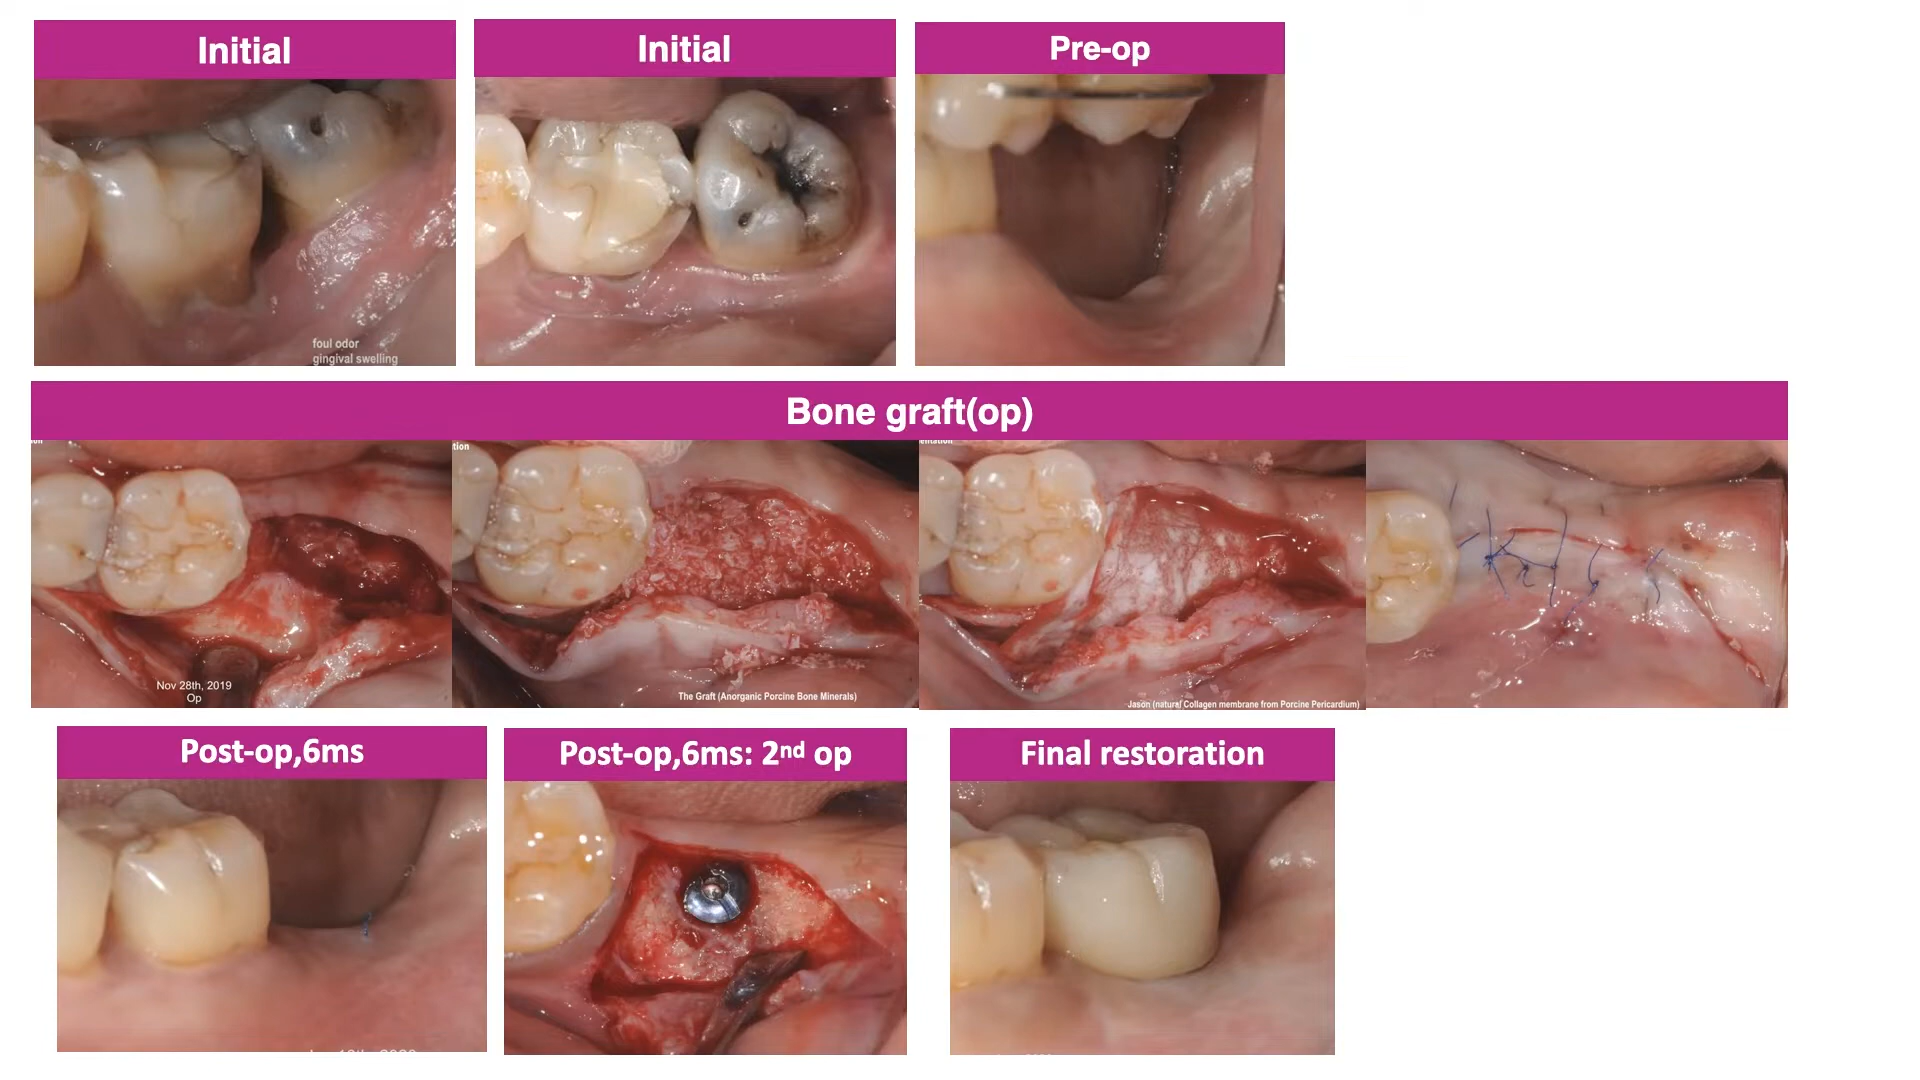 Initial
Initial
Pre-op
foul odor
gingival swelling
Bone graft(op)
tion
Nov 28th, 2019
Op
The Graft (Anorganic Porcine Bone Minerals)
Jason (natural Collagen membrane from Porcine Pericardium)
Post-op,6ms
Post-op,6ms: 2nd op
Final restoration